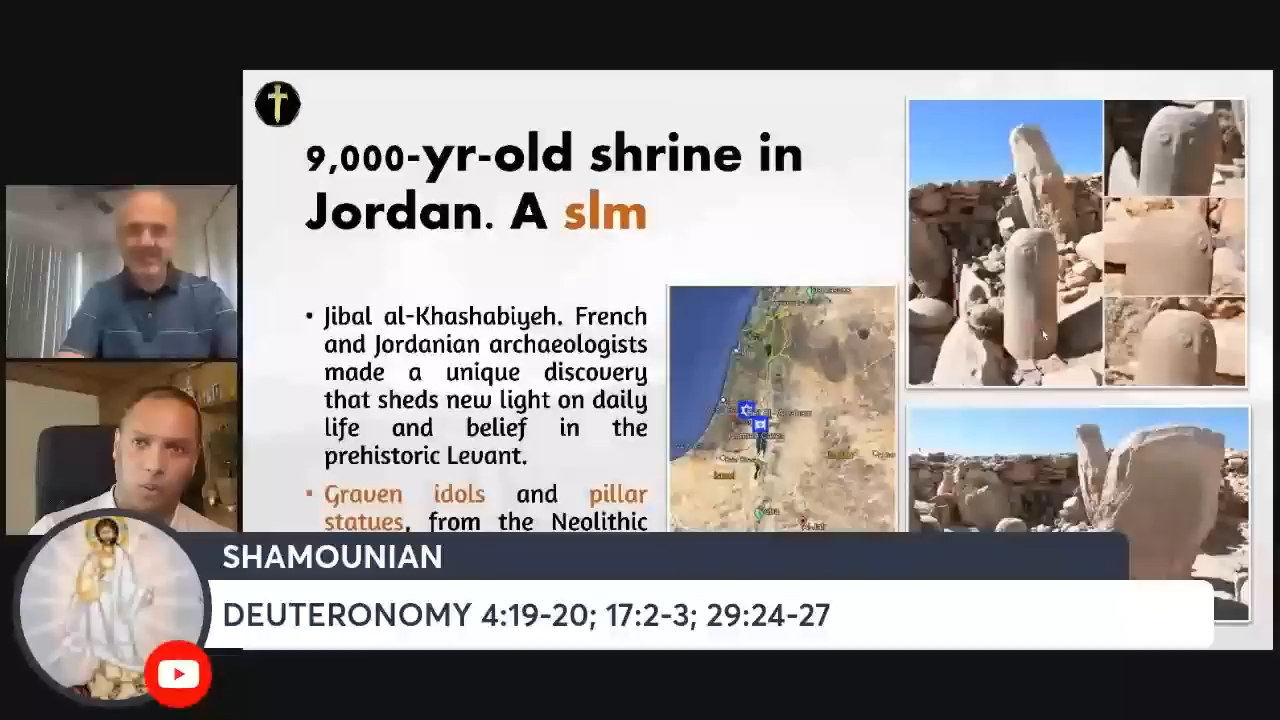 9,000-yr-old shrine in
Jordan. A slm
• Jibal al-Khashabiyeh. French
and Jordanian archaeologists
made a unique discovery
that sheds new light on daily
life and belief in the
prehistoric Levant.
• Graven idols and pillar
statues, from the Neolithic
SHAMOUNIAN
DEUTERONOMY 4:19-20; 17:2-3; 29:24-27